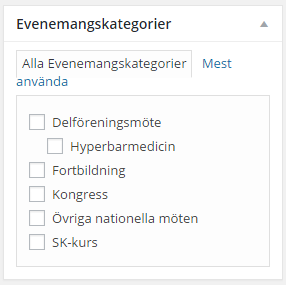 Evenemangskategorier
Alla Evenemangskategorier Mest
använda
Delföreningsmöte
Hyperbarmedicin
Fortbildning
Kongress
Övriga nationella möten
SK-kurs